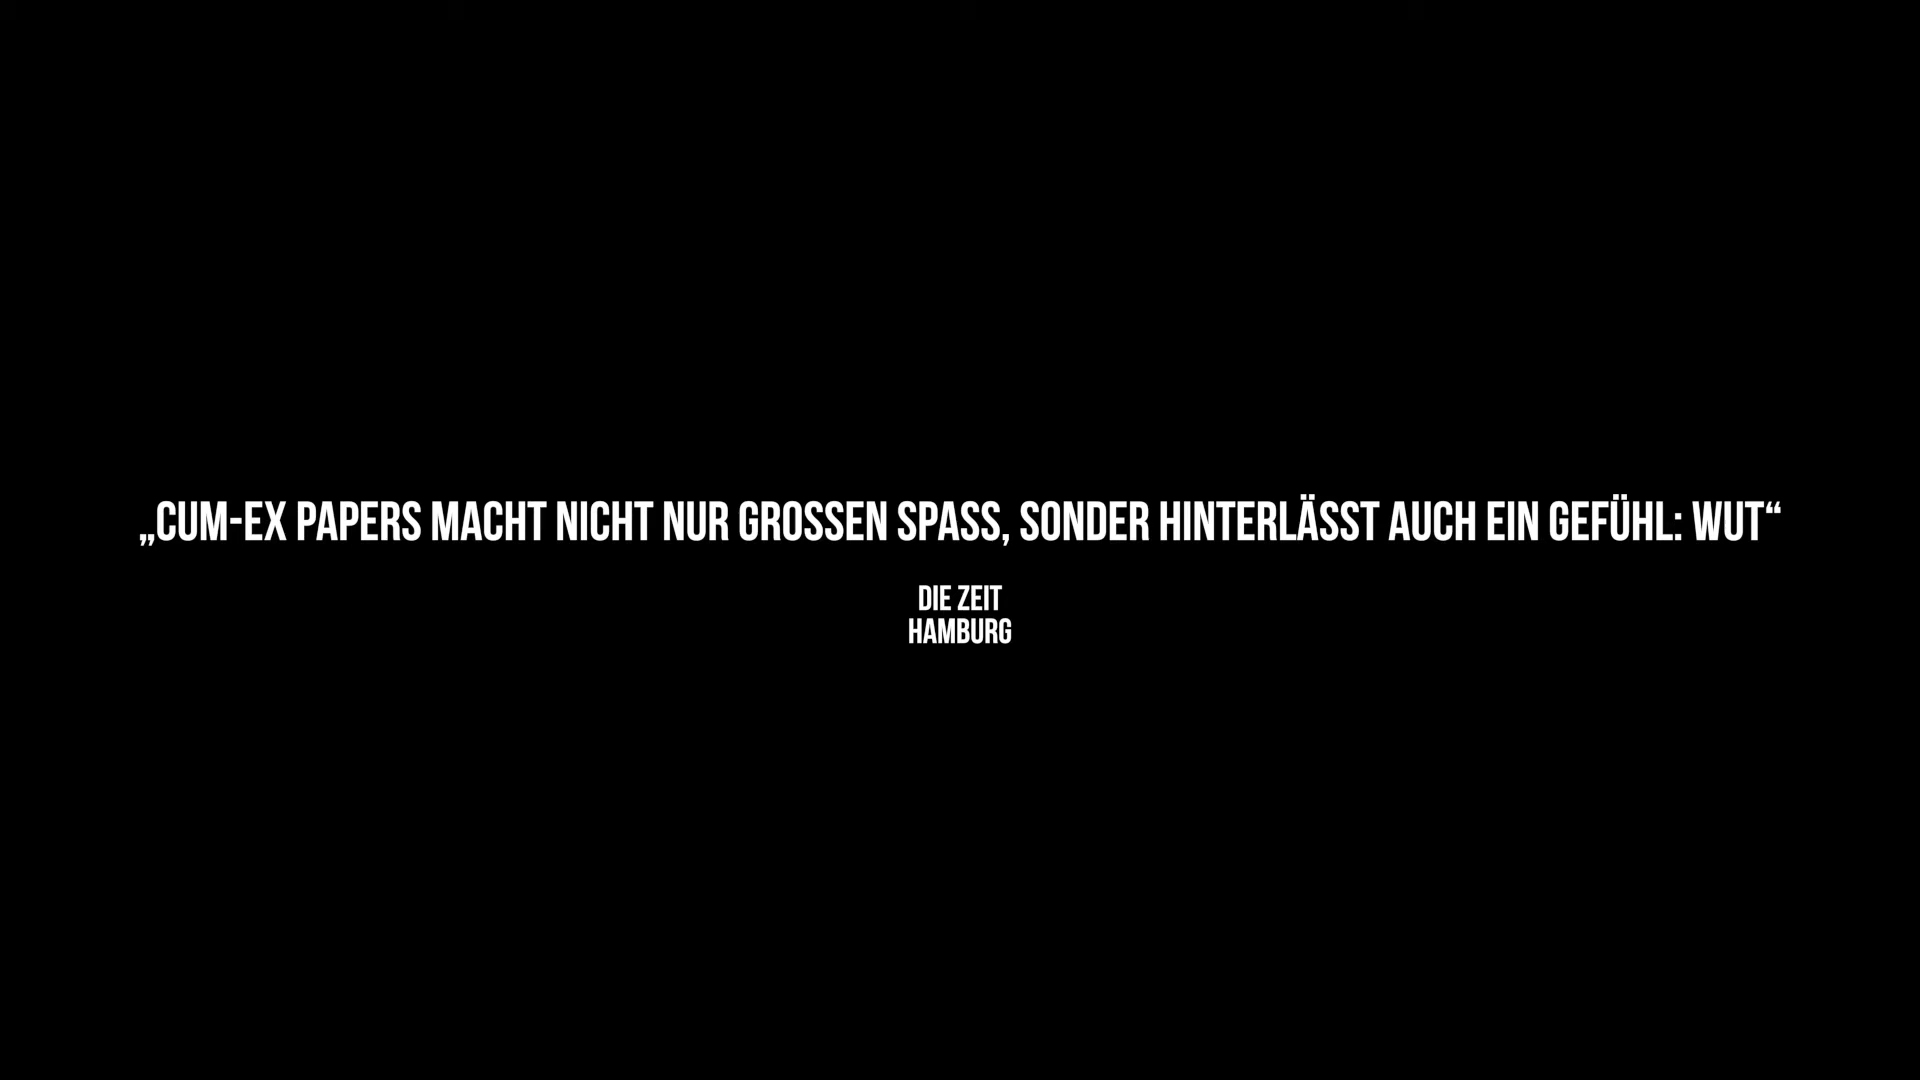 „CUM-EX PAPERS MACHT NICHT NUR GROSSEN SPASS, SONDER HINTERLÄSST AUCH EIN GEFÜHL: WUT“
DIE ZEIT
HAMBURG